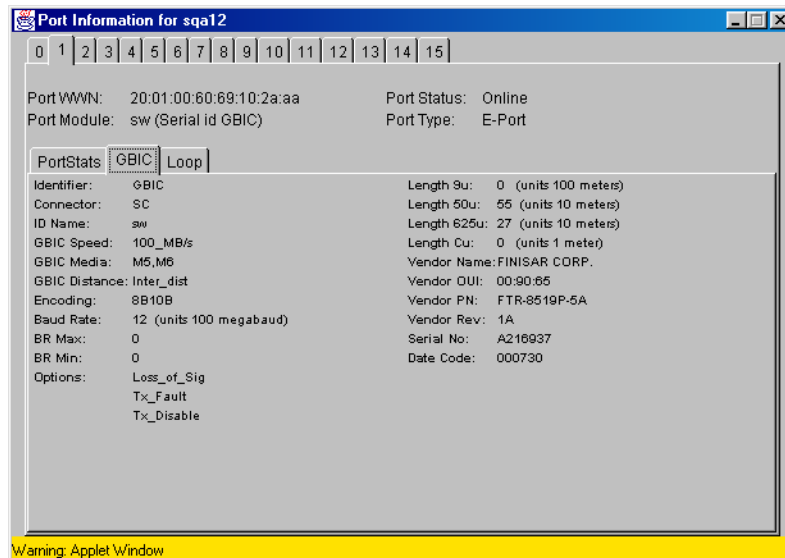 Port Information for sqa12
0 1 2 3 4 5 6 7 8 9 10 11 12 13 14 15
Port WWN: 20:01:00:60:69:10:2a:aa Port Status: Online
Port Module: sw (Serial id GBIC) Port Type: E-Port
PortStats GBIC Loop
Identifier: GBIC Length 9u: 0 (units 100 meters)
Connector: SC Length 50u: 55 (units 10 meters)
ID Name: sw Length 625u: 27 (units 10 meters)
GBIC Speed: 100_MB/s Length Cu: 0 (units 1 meter)
GBIC Media: M5,M6 Vendor Name: FINISAR CORP.
GBIC Distance: Inter_dist Vendor OUI: 00:90:65
Encoding: 8B10B Vendor PN: FTR-8519P-5A
Baud Rate: 12 (units 100 megabaud) Vendor Rev: 1A
BR Max: 0 Serial No: A216937
BR Min: 0 Date Code: 000730
Options: Loss_of_Sig
Tx_Fault
Tx_Disable
Warning: Applet Window